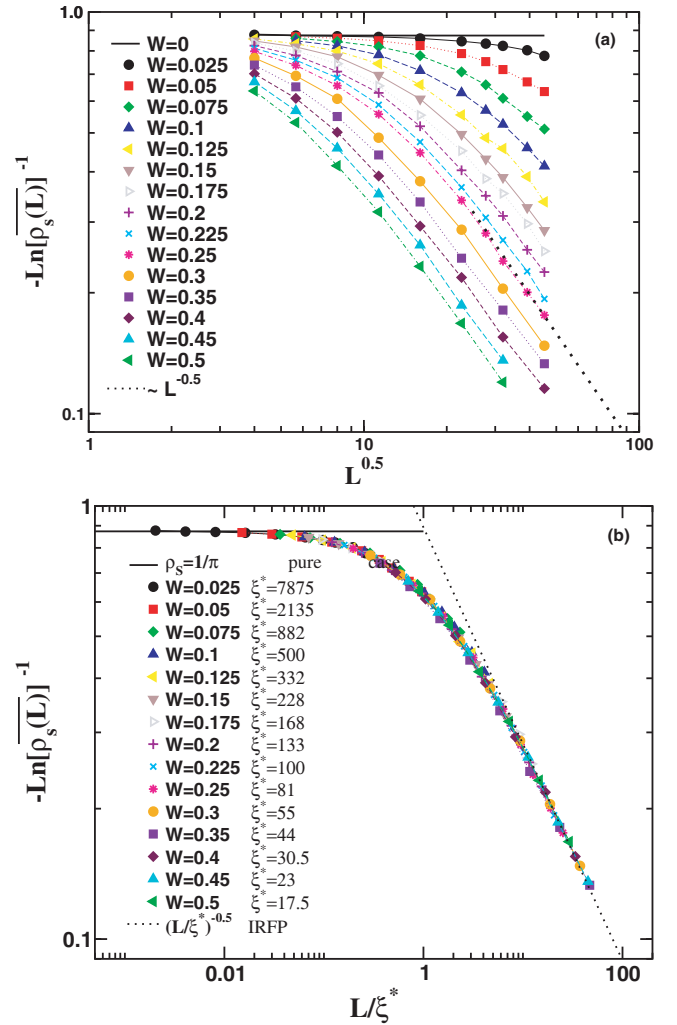 1.0
(a)
W=0
W=0.025
W=0.05
W=0.075
W=0.1
W=0.125
W=0.15
W=0.175
W=0.2
W=0.225
W=0.25
W=0.3
W=0.35
W=0.4
W=0.45
W=0.5
~ L^-0.5
-Ln[ρ_s(L)]^-1
0.1
1 10 100
L^0.5
1
(b)
ρ_S=1/π pure case
W=0.025 ξ*=7875
W=0.05 ξ*=2135
W=0.075 ξ*=882
W=0.1 ξ*=500
W=0.125 ξ*=332
W=0.15 ξ*=228
W=0.175 ξ*=168
W=0.2 ξ*=133
W=0.225 ξ*=100
W=0.25 ξ*=81
W=0.3 ξ*=55
W=0.35 ξ*=44
W=0.4 ξ*=30.5
W=0.45 ξ*=23
W=0.5 ξ*=17.5
(L/ξ*)^-0.5 IRFP
-Ln[ρ_s(L)]^-1
0.1
0.01 1 100
L/ξ*